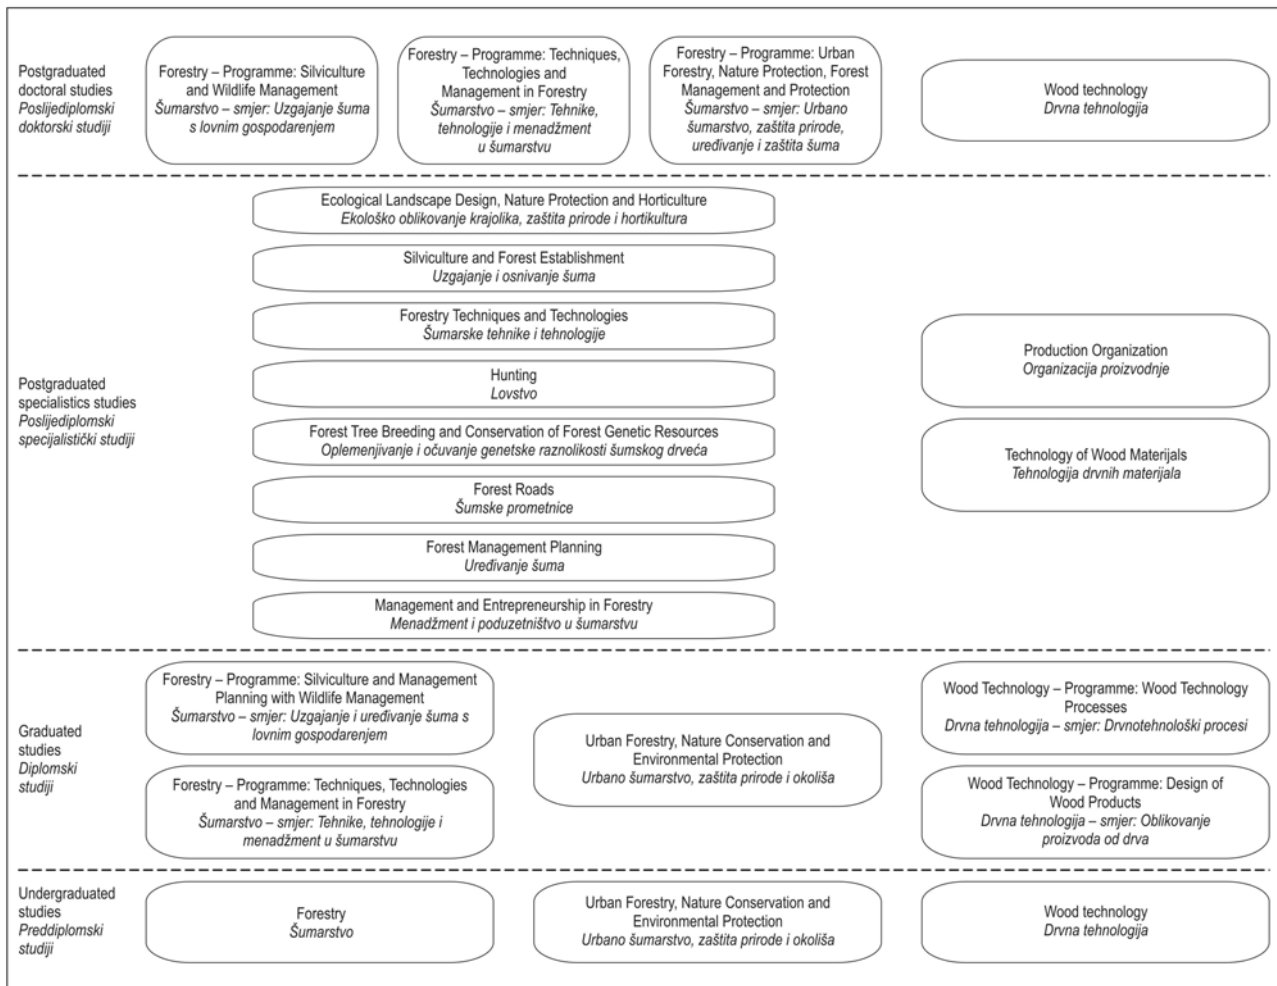 Postgraduated
doctoral studies
Poslijediplomski
doktorski studiji
Forestry – Programme: Silviculture
and Wildlife Management
Šumarstvo – smjer: Uzgajanje šuma
s lovnim gospodarenjem
Forestry – Programme: Techniques,
Technologies and
Management in Forestry
Šumarstvo – smjer: Tehnike,
tehnologije i menadžment
u šumarstvu
Forestry – Programme: Urban
Forestry, Nature Protection, Forest
Management and Protection
Šumarstvo – smjer: Urbano
šumarstvo, zaštita prirode,
uređivanje i zaštita šuma
Wood technology
Drvna tehnologija
Postgraduated
specialistics studies
Poslijediplomski
specijalistički studiji
Ecological Landscape Design, Nature Protection and Horticulture
Ekološko oblikovanje krajolika, zaštita prirode i hortikultura
Silviculture and Forest Establishment
Uzgajanje i osnivanje šuma
Forestry Techniques and Technologies
Šumarske tehnike i tehnologije
Hunting
Lovstvo
Forest Tree Breeding and Conservation of Forest Genetic Resources
Oplemenjivanje i očuvanje genetske raznolikosti šumskog drveća
Forest Roads
Šumske prometnice
Forest Management Planning
Uređivanje šuma
Management and Entrepreneurship in Forestry
Menadžment i poduzetništvo u šumarstvu
Production Organization
Organizacija proizvodnje
Technology of Wood Materijals
Tehnologija drvnih materijala
Graduated
studies
Diplomski
studiji
Forestry – Programme: Silviculture and Management
Planning with Wildlife Management
Šumarstvo – smjer: Uzgajanje i uređivanje šuma s
lovnim gospodarenjem
Forestry – Programme: Techniques, Technologies
and Management in Forestry
Šumarstvo – smjer: Tehnike, tehnologije i
menadžment u šumarstvu
Urban Forestry, Nature Conservation and
Environmental Protection
Urbano šumarstvo, zaštita prirode i okoliša
Wood Technology – Programme: Wood Technology
Processes
Drvna tehnologija – smjer: Drvnotehnološki procesi
Wood Technology – Programme: Design of
Wood Products
Drvna tehnologija – smjer: Oblikovanje
proizvoda od drva
Undergraduated
studies
Preddiplomski
studiji
Forestry
Šumarstvo
Urban Forestry, Nature Conservation and
Environmental Protection
Urbano šumarstvo, zaštita prirode i okoliša
Wood technology
Drvna tehnologija